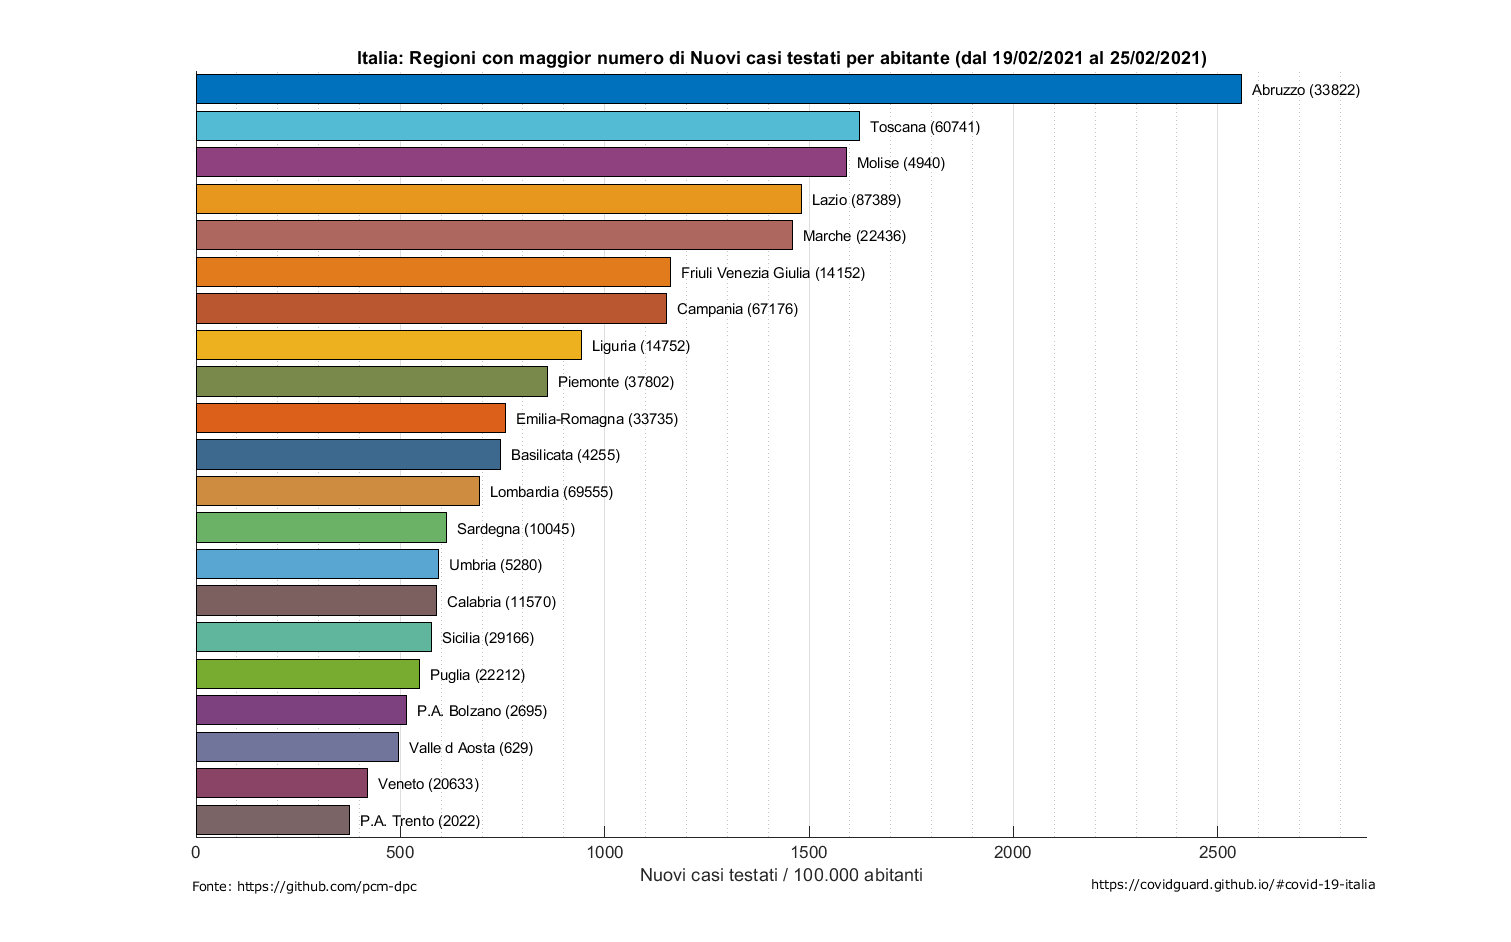 Italia: Regioni con maggior numero di Nuovi casi testati per abitante (dal 19/02/2021 al 25/02/2021)
Abruzzo (33822)
Toscana (60741)
Molise (4940)
Lazio (87389)
Marche (22436)
Friuli Venezia Giulia (14152)
Campania (67176)
Liguria (14752)
Piemonte (37802)
Emilia-Romagna (33735)
Basilicata (4255)
Lombardia (69555)
Sardegna (10045)
Umbria (5280)
Calabria (11570)
Sicilia (29166)
Puglia (22212)
P.A. Bolzano (2695)
Valle d Aosta (629)
Veneto (20633)
P.A. Trento (2022)
0 500 1000 1500 2000 2500
Nuovi casi testati / 100.000 abitanti
Fonte: https://github.com/pcm-dpc
https://covidguard.github.io/#covid-19-italia